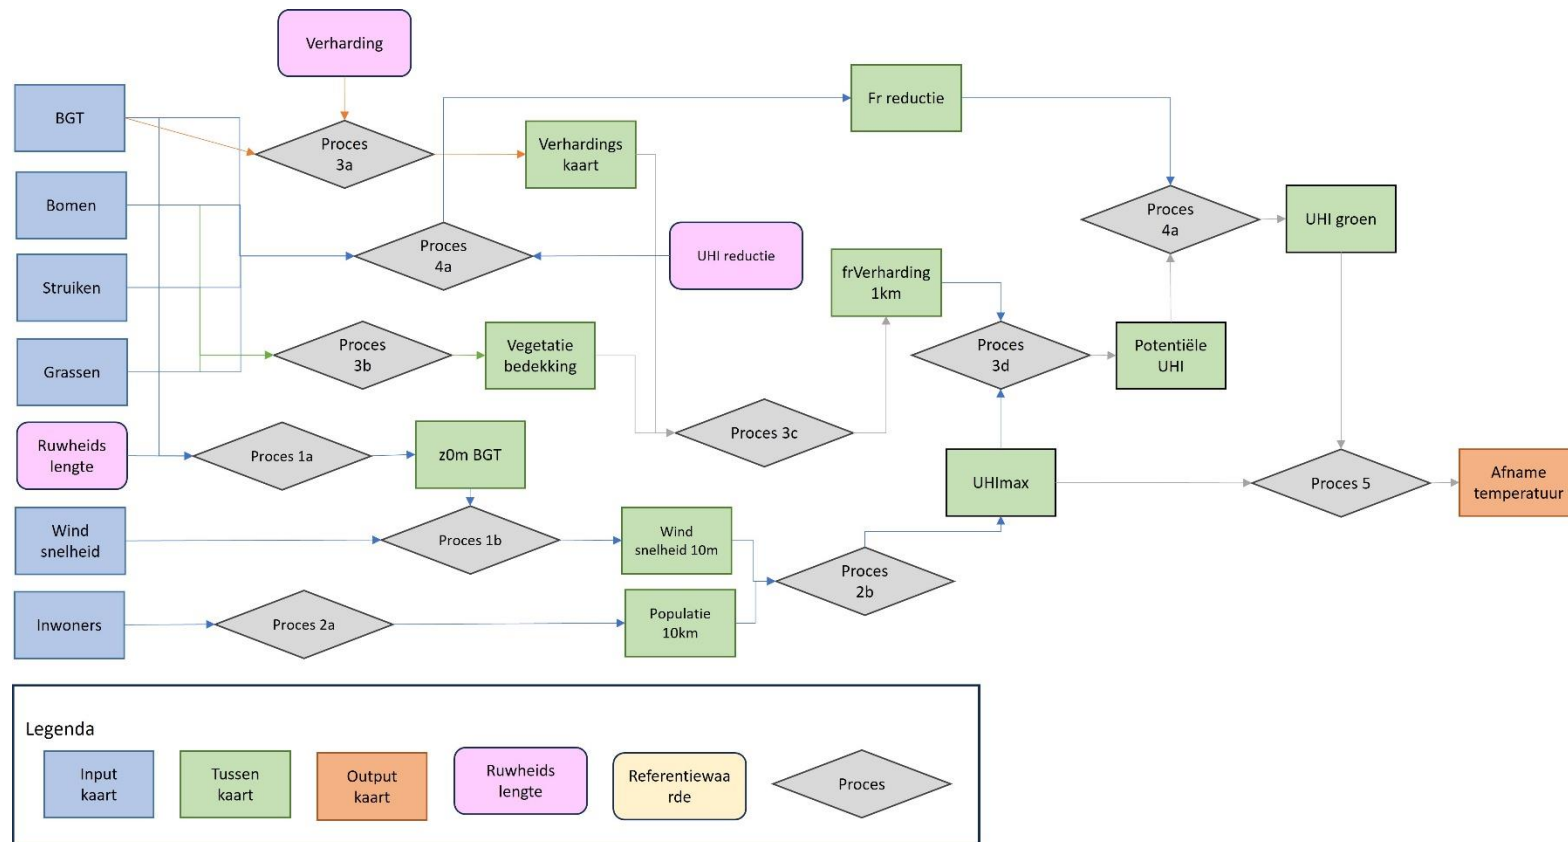 Verharding
BGT
Proces
3a
Verhardings
kaart
Fr reductie
Bomen
Proces
4a
UHI reductie
Proces
4a
UHI groen
Struiken
frVerharding
1km
Grassen
Proces
3b
Vegetatie
bedekking
Proces
3d
Potentiële
UHI
Ruwheids
lengte
Proces 1a
z0m BGT
Proces 3c
UHImax
Proces 5
Afname
temperatuur
Wind
snelheid
Proces 1b
Wind
snelheid 10m
Proces
2b
Inwoners
Proces 2a
Populatie
10km
Legenda
Input
kaart
Tussen
kaart
Output
kaart
Ruwheids
lengte
Referentiewaa
rde
Proces